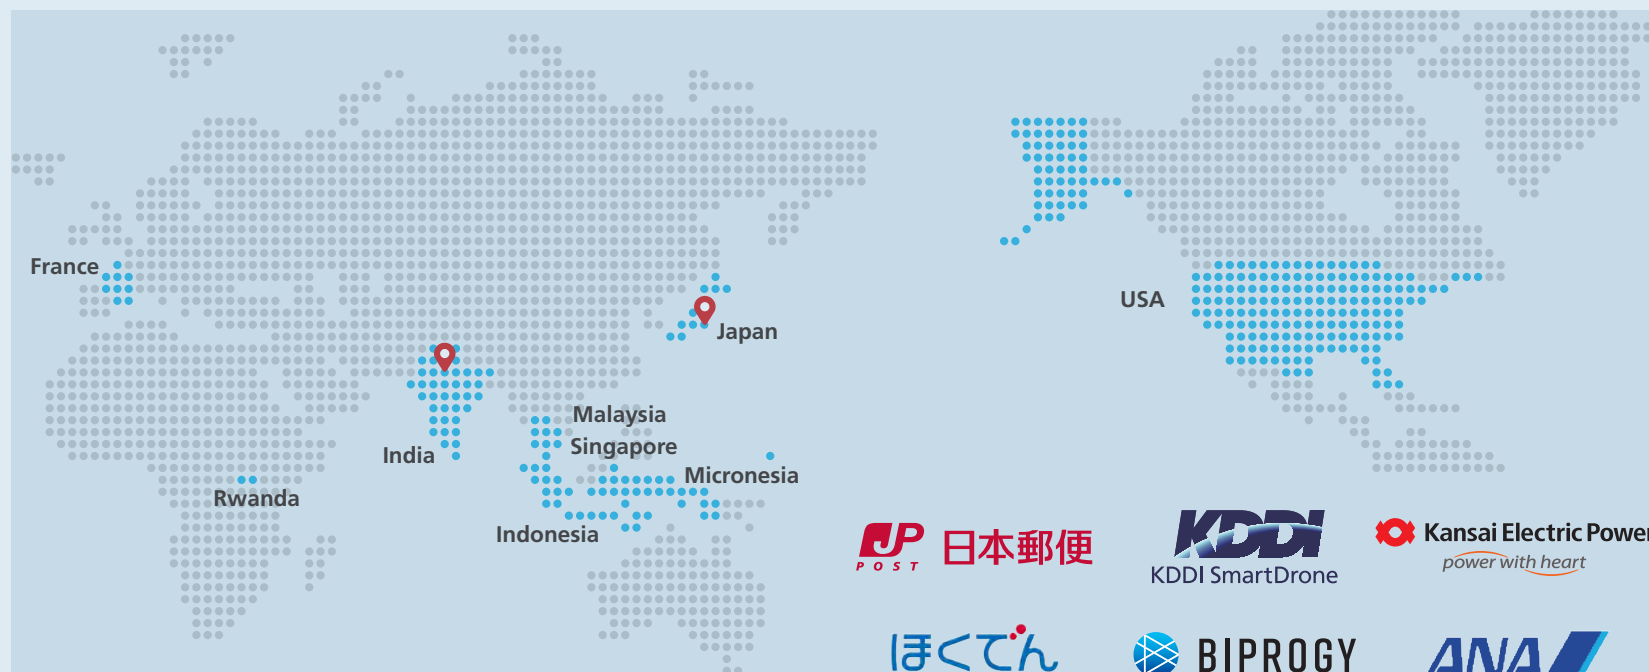 France
USA
Japan
Malaysia
Singapore
India
Micronesia
Rwanda
Indonesia
JP
POST
日本郵便
KDDI
KDDI SmartDrone
Kansai Electric Power
power with heart
ほくでん
BIPROGY
ANA